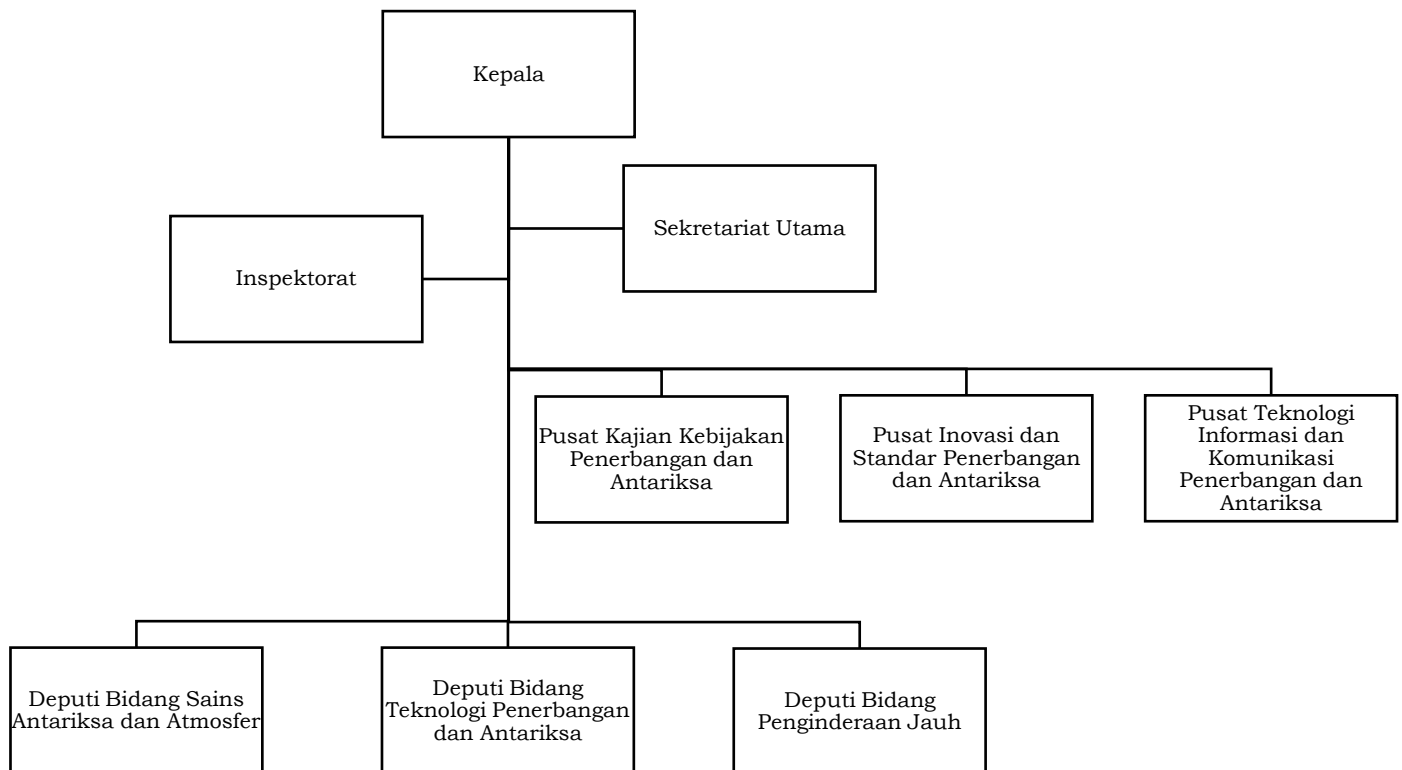 Kepala
Sekretariat Utama
Inspektorat
Pusat Kajian Kebijakan
Penerbangan dan
Antariksa
Pusat Inovasi dan
Standar Penerbangan
dan Antariksa
Pusat Teknologi
Informasi dan
Komunikasi
Penerbangan dan
Antariksa
Deputi Bidang Sains
Antariksa dan Atmosfer
Deputi Bidang
Teknologi Penerbangan
dan Antariksa
Deputi Bidang
Penginderaan Jauh